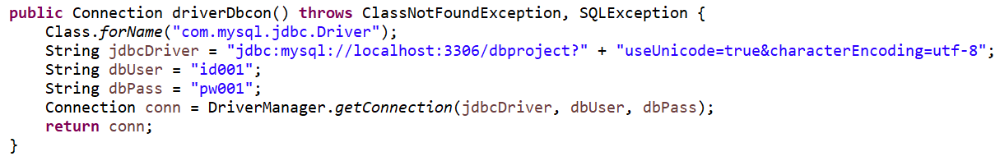 public Connection driverDbcon() throws ClassNotFoundException, SQLException {
    Class.forName("com.mysql.jdbc.Driver");
    String jdbcDriver = "jdbc:mysql://localhost:3306/dbproject?" + "useUnicode=true&characterEncoding=utf-8";
    String dbUser = "id001";
    String dbPass = "pw001";
    Connection conn = DriverManager.getConnection(jdbcDriver, dbUser, dbPass);
    return conn;
}